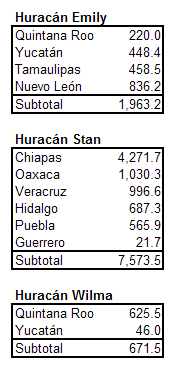 Huracán Emily
Quintana Roo 220.0
Yucatán 448.4
Tamaulipas 458.5
Nuevo León 836.2
Subtotal 1,963.2
Huracán Stan
Chiapas 4,271.7
Oaxaca 1,030.3
Veracruz 996.6
Hidalgo 687.3
Puebla 565.9
Guerrero 21.7
Subtotal 7,573.5
Huracán Wilma
Quintana Roo 625.5
Yucatán 46.0
Subtotal 671.5